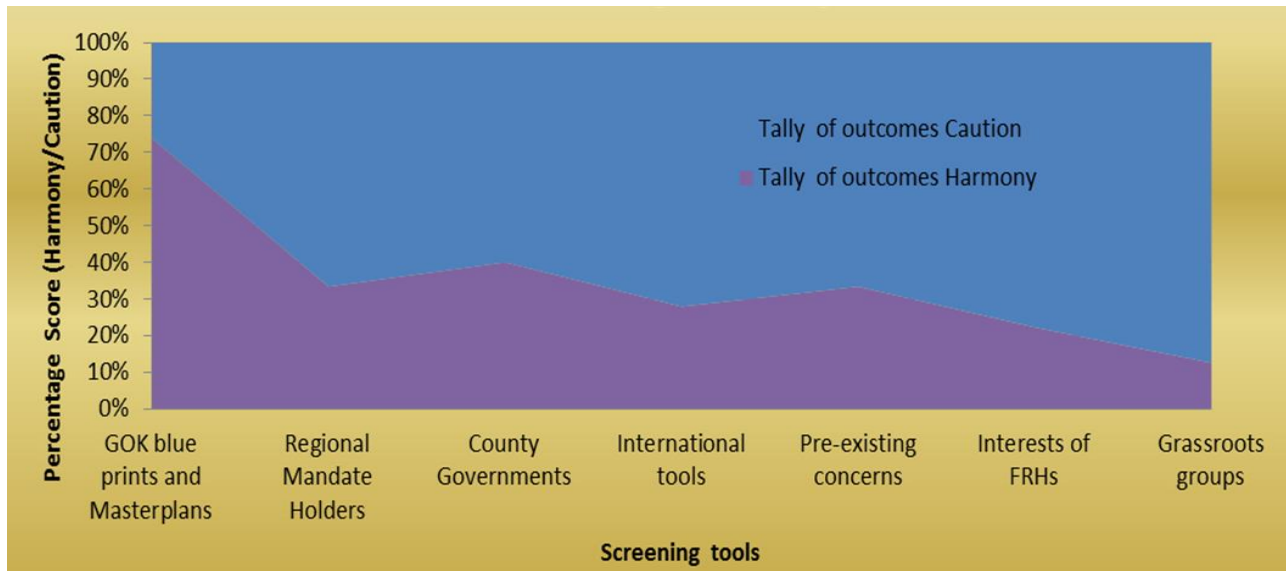 Percentage Score (Harmony/Caution)
100%
90%
80%
70%
60%
50%
40%
30%
20%
10%
0%
Tally of outcomes Caution
Tally of outcomes Harmony
GOK blue
prints and
Masterplans
Regional
Mandate
Holders
County
Governments
International
tools
Pre-existing
concerns
Interests of
FRHs
Grassroots
groups
Screening tools